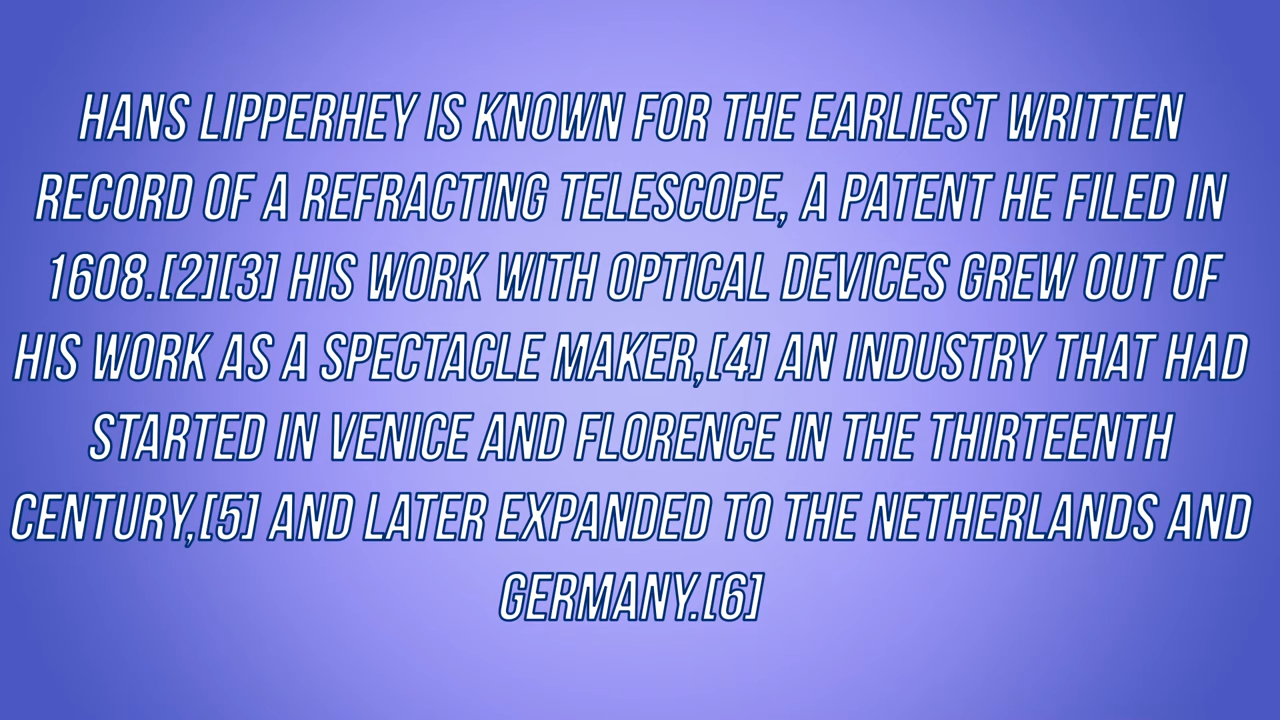 HANS LIPPERHEY IS KNOWN FOR THE EARLIEST WRITTEN
RECORD OF A REFRACTING TELESCOPE, A PATENT HE FILED IN
1608.[2][3] HIS WORK WITH OPTICAL DEVICES GREW OUT OF
HIS WORK AS A SPECTACLE MAKER,[4] AN INDUSTRY THAT HAD
STARTED IN VENICE AND FLORENCE IN THE THIRTEENTH
CENTURY,[5] AND LATER EXPANDED TO THE NETHERLANDS AND
GERMANY.[6]